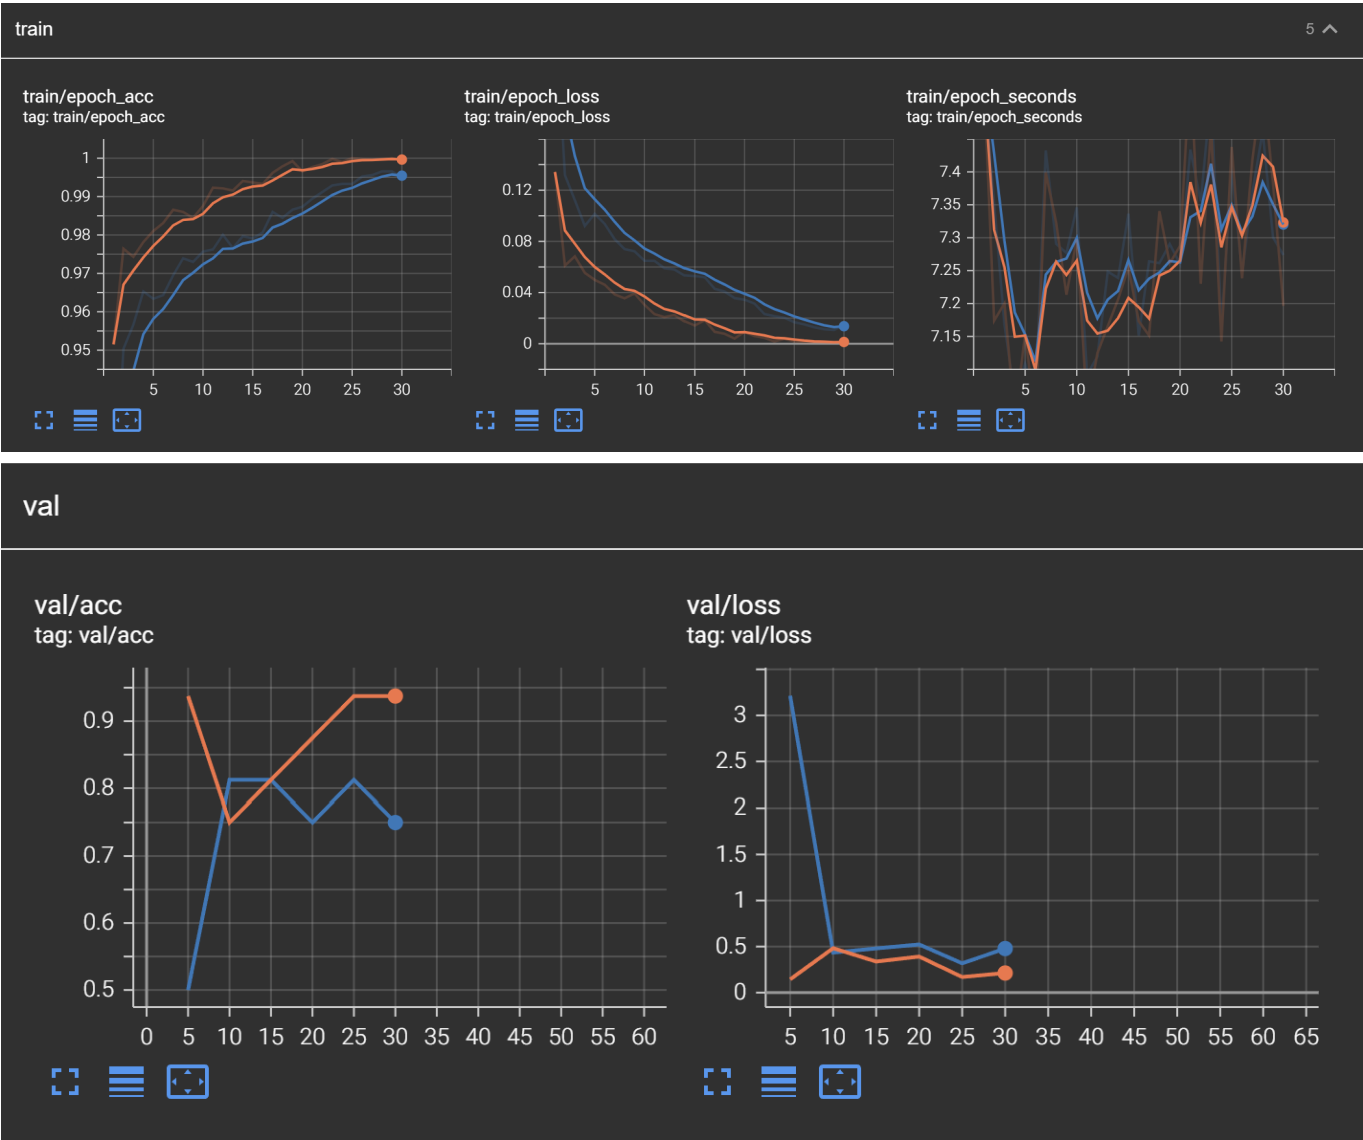 train
5
train/epoch_acc
tag: train/epoch_acc
1
0.99
0.98
0.97
0.96
0.95
5 10 15 20 25 30
train/epoch_loss
tag: train/epoch_loss
0.12
0.08
0.04
0
5 10 15 20 25 30
train/epoch_seconds
tag: train/epoch_seconds
7.4
7.35
7.3
7.25
7.2
7.15
5 10 15 20 25 30
val
val/acc
tag: val/acc
0.9
0.8
0.7
0.6
0.5
0 5 10 15 20 25 30 35 40 45 50 55 60
val/loss
tag: val/loss
3
2.5
2
1.5
1
0.5
0
5 10 15 20 25 30 35 40 45 50 55 60 65